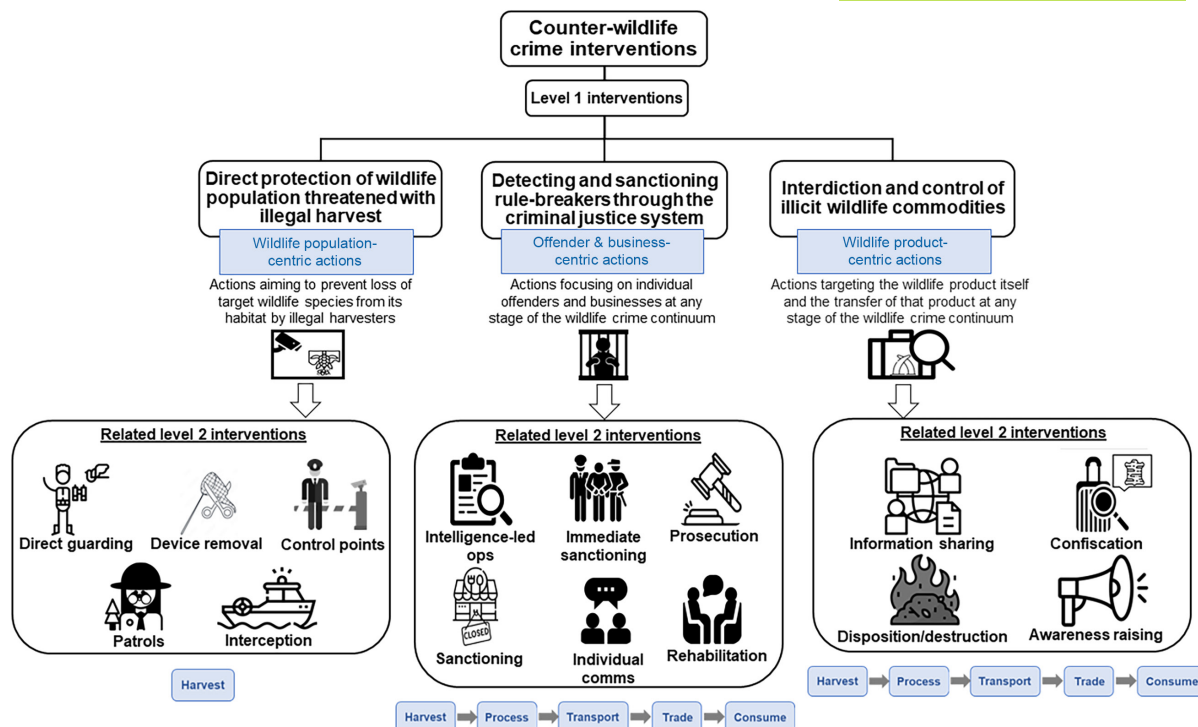 Counter-wildlife
crime interventions
Level 1 interventions
Direct protection of wildlife
population threatened with
illegal harvest
Wildlife population-
centric actions
Actions aiming to prevent loss of
target wildlife species from its
habitat by illegal harvesters
Detecting and sanctioning
rule-breakers through the
criminal justice system
Offender & business-
centric actions
Actions focusing on individual
offenders and businesses at any
stage of the wildlife crime continuum
Interdiction and control of
illicit wildlife commodities
Wildlife product-
centric actions
Actions targeting the wildlife product itself
and the transfer of that product at any
stage of the wildlife crime continuum
Related level 2 interventions
Direct guarding
Device removal
Control points
Patrols
Interception
Harvest
Related level 2 interventions
Intelligence-led
ops
Immediate
sanctioning
Prosecution
CLOSED
Sanctioning
Individual
comms
Rehabilitation
Harvest
Process
Transport
Trade
Consume
Related level 2 interventions
Information sharing
Confiscation
Disposition/destruction
Awareness raising
Harvest
Process
Transport
Trade
Consume